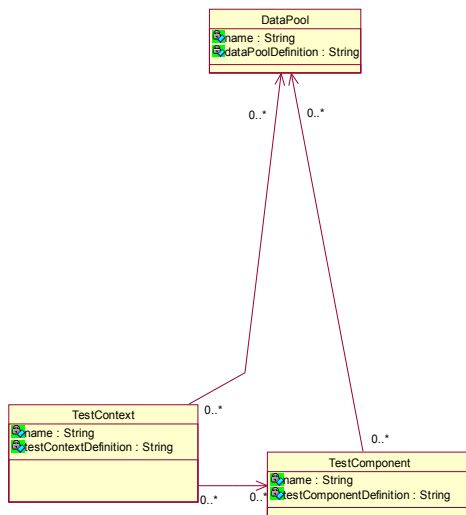 DataPool
name : String
dataPoolDefinition : String
0..*
0..*
0..*
TestContext
name : String
testContextDefinition : String
0..*
TestComponent
name : String
testComponentDefinition : String
0..*
0..*